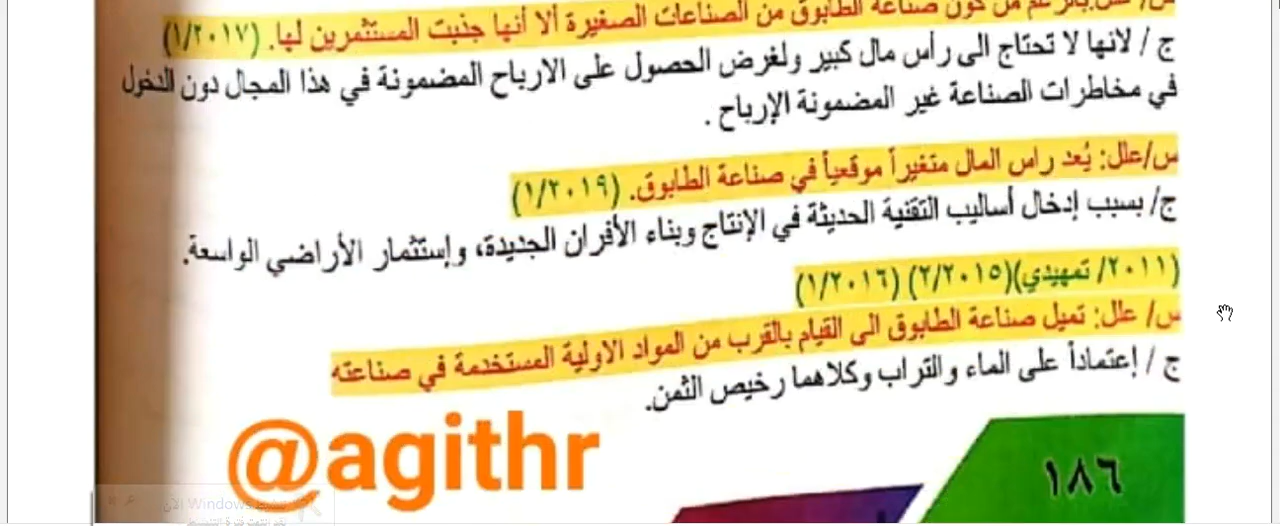 س/ علل:بالرغم من كون صناعة الطابوق من الصناعات الصغيرة ألا أنها جذبت المستثمرين لها. (١/٢٠١٧)
ج / لانها لا تحتاج الى رأس مال كبير ولغرض الحصول على الارباح المضمونة في هذا المجال دون الدخول
في مخاطرات الصناعة غير المضمونة الإرباح .
س/علل: يُعد راس المال متغيراً موقعياً في صناعة الطابوق. (١/٢٠١٩)
ج/ بسبب إدخال أساليب التقنية الحديثة في الإنتاج وبناء الأفران الجديدة، وإستثمار الأراضي الواسعة.
(٢٠١١/ تمهيدي)(٢/٢٠١٥) (١/٢٠١٦)
س/ علل: تميل صناعة الطابوق الى القيام بالقرب من المواد الاولية المستخدمة في صناعته
ج / إعتماداً على الماء والتراب وكلاهما رخيص الثمن.
@agithr
١٨٦